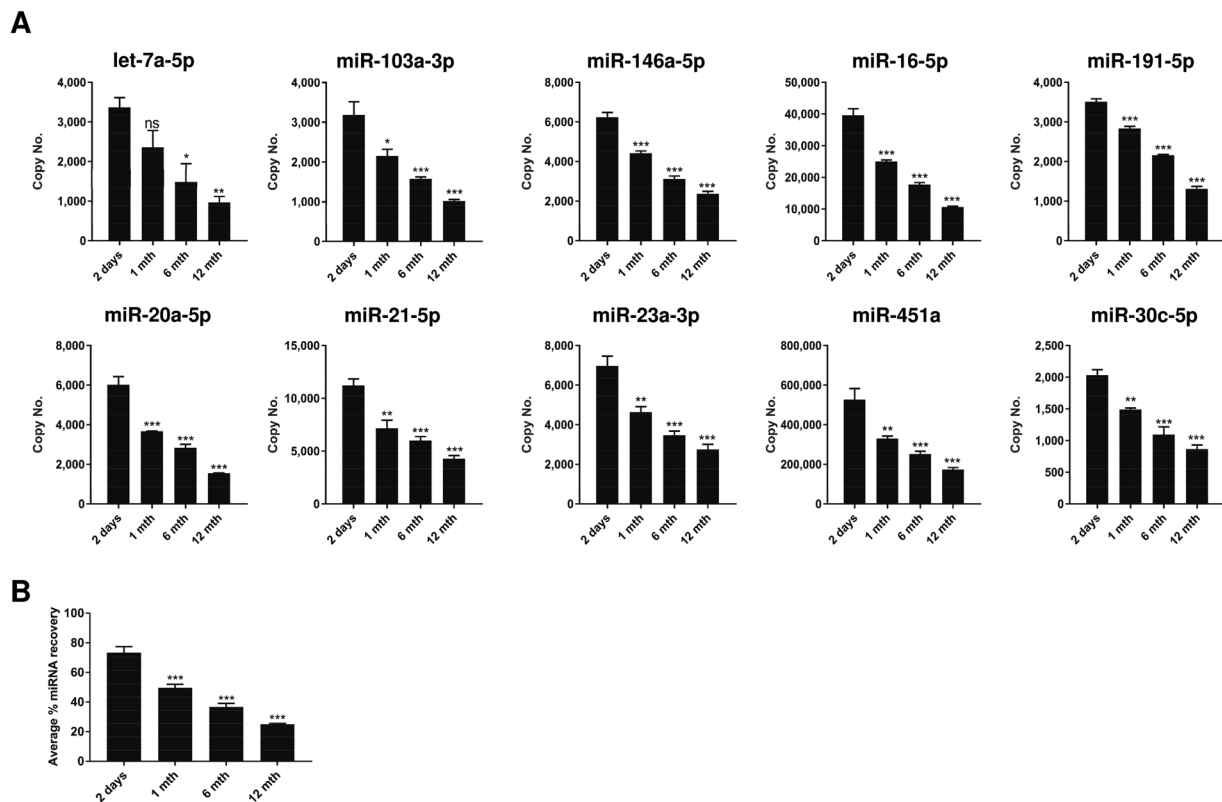 A
let-7a-5p
4,000
3,000
2,000
1,000
0
Copy No.
ns
*
**
2 days
1 mth
6 mth
12 mth
miR-103a-3p
4,000
3,000
2,000
1,000
0
Copy No.
*
***
***
2 days
1 mth
6 mth
12 mth
miR-146a-5p
8,000
6,000
4,000
2,000
0
Copy No.
***
***
***
2 days
1 mth
6 mth
12 mth
miR-16-5p
50,000
40,000
30,000
20,000
10,000
0
Copy No.
***
***
***
2 days
1 mth
6 mth
12 mth
miR-191-5p
4,000
3,000
2,000
1,000
0
Copy No.
***
***
***
2 days
1 mth
6 mth
12 mth
miR-20a-5p
8,000
6,000
4,000
2,000
0
Copy No.
***
***
***
2 days
1 mth
6 mth
12 mth
miR-21-5p
15,000
10,000
5,000
0
Copy No.
**
***
***
2 days
1 mth
6 mth
12 mth
miR-23a-3p
8,000
6,000
4,000
2,000
0
Copy No.
**
***
***
2 days
1 mth
6 mth
12 mth
miR-451a
800,000
600,000
400,000
200,000
0
Copy No.
**
***
***
2 days
1 mth
6 mth
12 mth
miR-30c-5p
2,500
2,000
1,500
1,000
500
0
Copy No.
**
***
***
2 days
1 mth
6 mth
12 mth
B
100
80
60
40
20
0
Average % miRNA recovery
***
***
***
2 days
1 mth
6 mth
12 mth